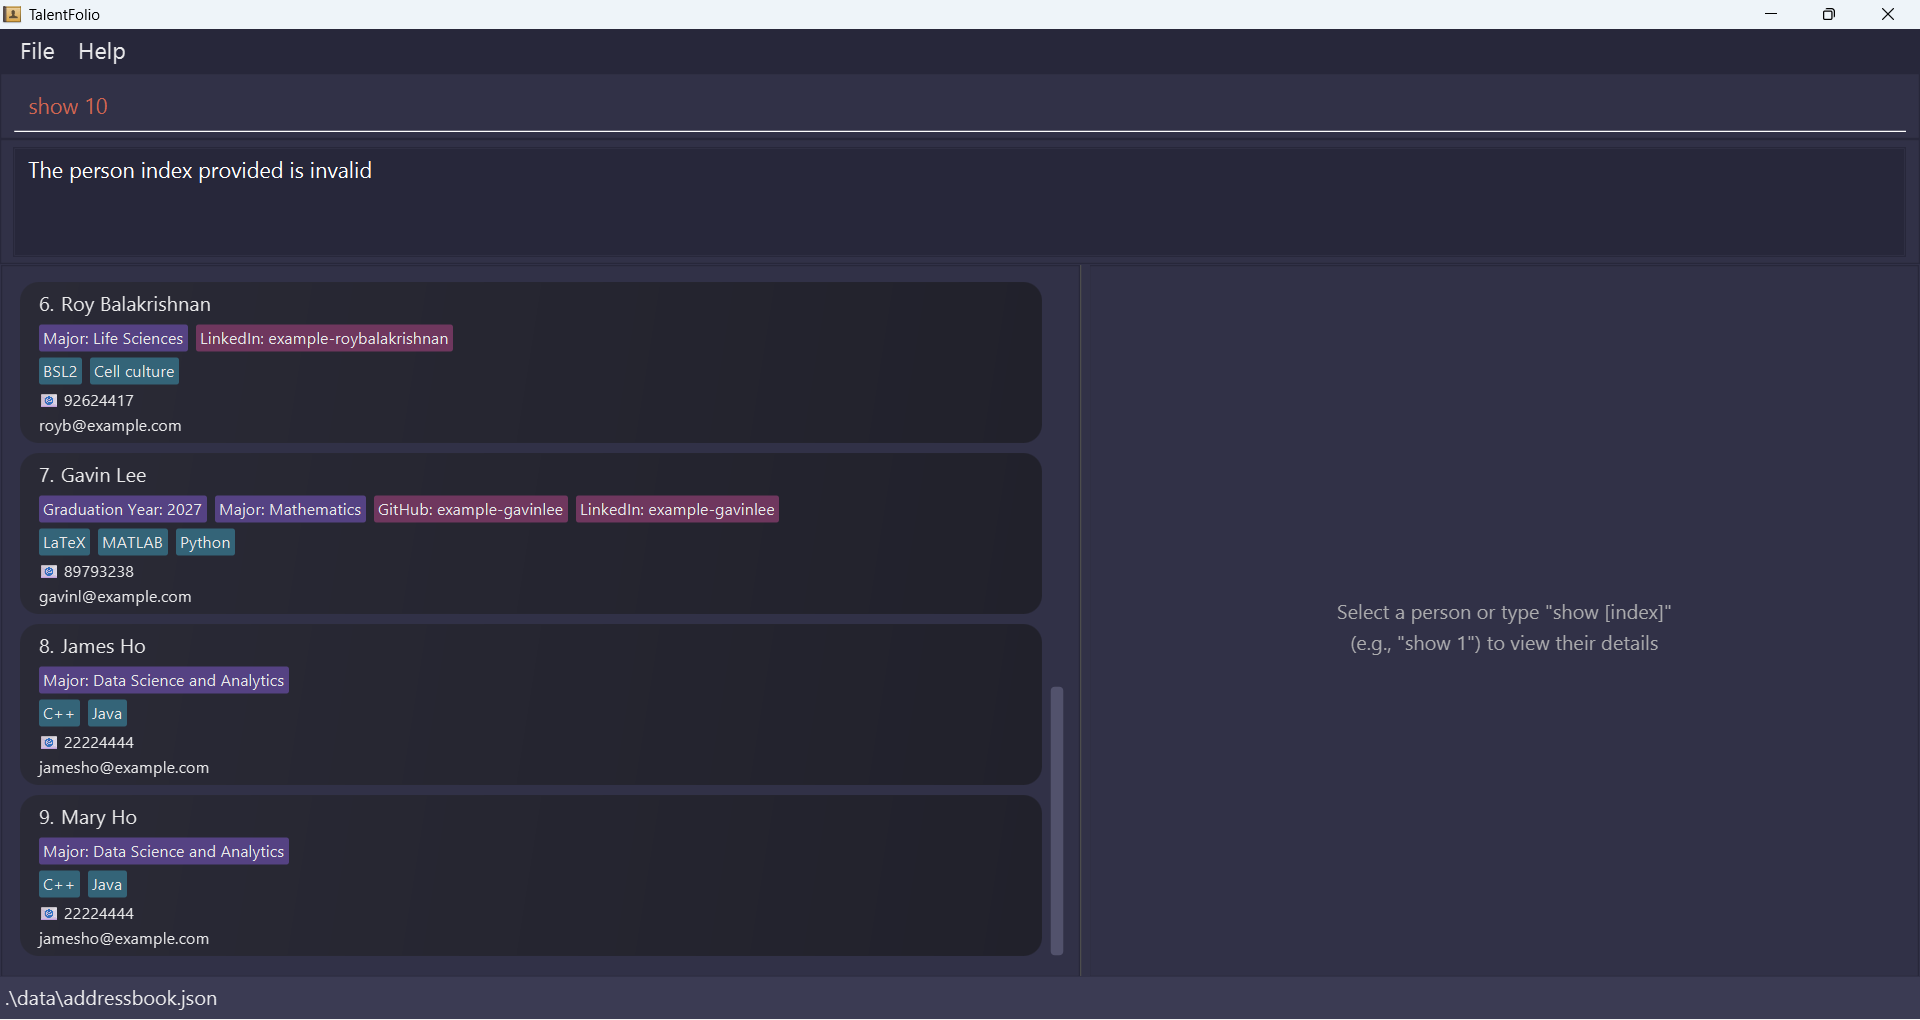 TalentFolio
File Help
show 10
The person index provided is invalid
6. Roy Balakrishnan
Major: Life Sciences LinkedIn: example-roybalakrishnan
BSL2 Cell culture
92624417
royb@example.com
7. Gavin Lee
Graduation Year: 2027 Major: Mathematics GitHub: example-gavinlee LinkedIn: example-gavinlee
LaTeX MATLAB Python
89793238
gavinl@example.com
8. James Ho
Major: Data Science and Analytics
C++ Java
22224444
jamesho@example.com
9. Mary Ho
Major: Data Science and Analytics
C++ Java
22224444
jamesho@example.com
Select a person or type "show [index]"
(e.g., "show 1") to view their details
.\data\addressbook.json